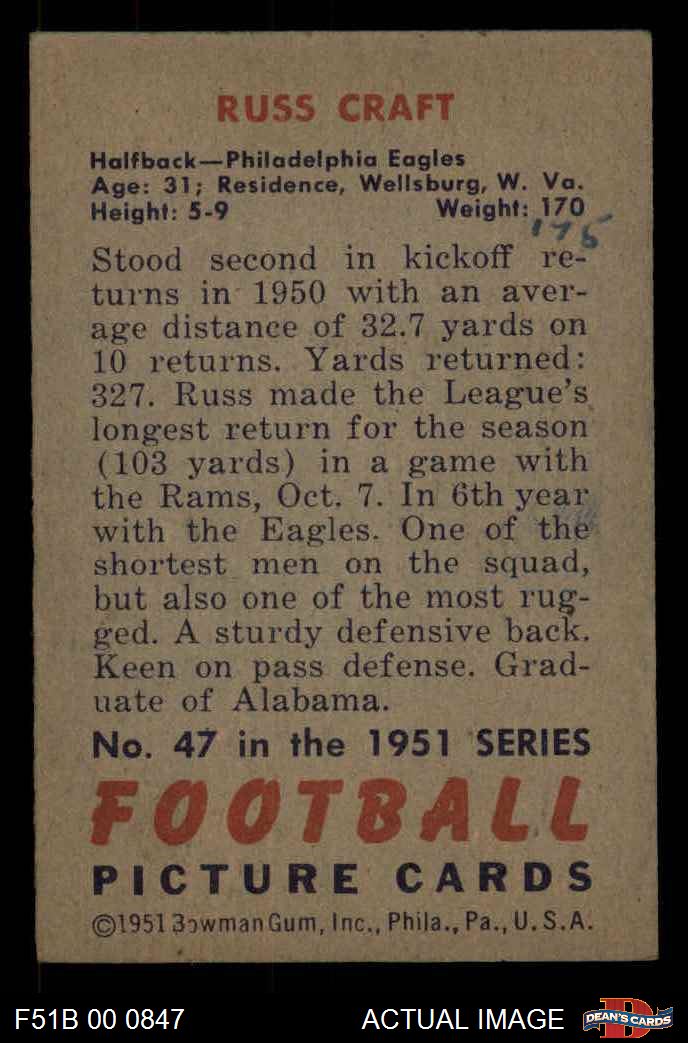 RUSS CRAFT
Halfback—Philadelphia Eagles
Age: 31; Residence, Wellsburg, W. Va.
Height: 5-9 Weight: 170
175
Stood second in kickoff re-
turns in 1950 with an aver-
age distance of 32.7 yards on
10 returns. Yards returned:
327. Russ made the League's
longest return for the season
(103 yards) in a game with
the Rams, Oct. 7. In 6th year
with the Eagles. One of the
shortest men on the squad,
but also one of the most rug-
ged. A sturdy defensive back.
Keen on pass defense. Grad-
uate of Alabama.
No. 47 in the 1951 SERIES
FOOTBALL
PICTURE CARDS
©1951 Bowman Gum, Inc., Phila., Pa., U.S.A.
F51B 00 0847 ACTUAL IMAGE D DEAN'S CARDS